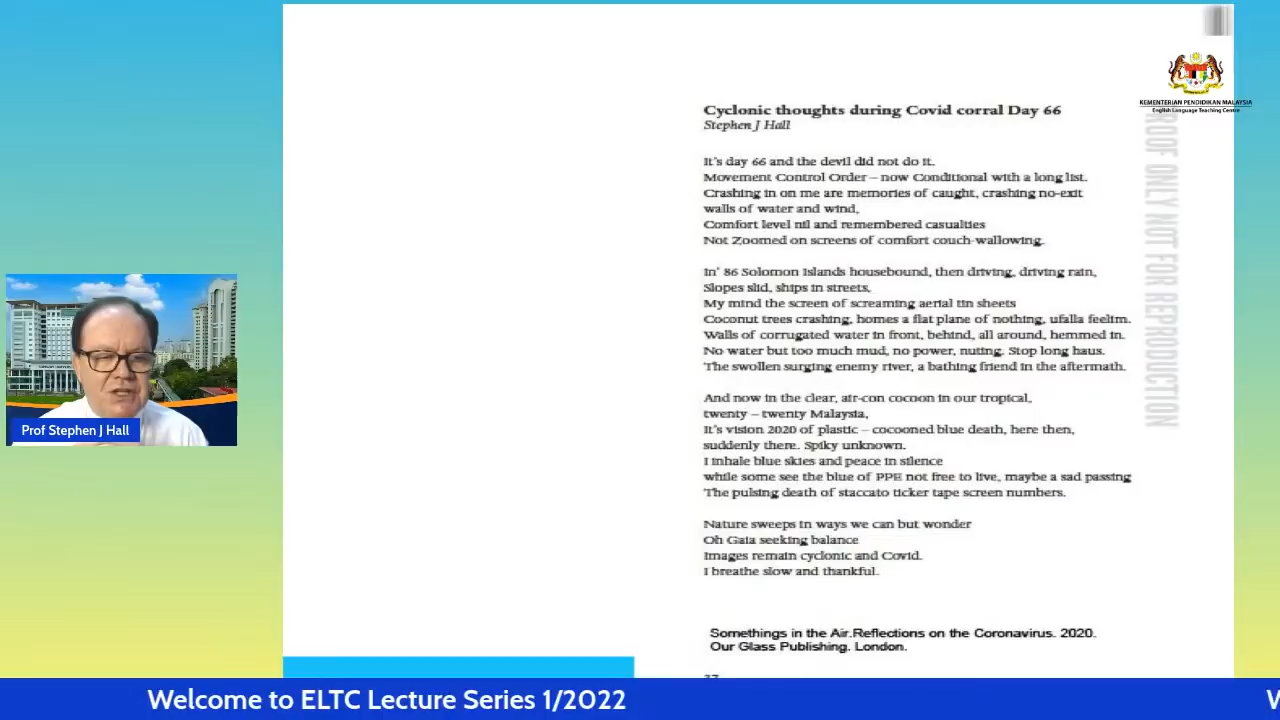 KEMENTERIAN PENDIDIKAN MALAYSIA
English Language Teaching Centre
Cyclonic thoughts during Covid corral Day 66
Stephen J Hall
It's day 66 and the devil did not do it.
Movement Control Order – now Conditional with a long list.
Crashing in on me are memories of caught, crashing no-exit
walls of water and wind,
Comfort level nil and remembered casualties
Not Zoomed on screens of comfort couch-wallowing.
In' 86 Solomon Islands housebound, then driving, driving rain,
Slopes slid, ships in streets,
My mind the screen of screaming aerial tin sheets
Coconut trees crashing, homes a flat plane of nothing, ufalla feelim.
Walls of corrugated water in front, behind, all around, hemmed in.
No water but too much mud, no power, nuting. Stop long haus.
The swollen surging enemy river, a bathing friend in the aftermath.
And now in the clear, air-con cocoon in our tropical,
twenty – twenty Malaysia,
It's vision 2020 of plastic – cocooned blue death, here then,
suddenly there. Spiky unknown.
I inhale blue skies and peace in silence
while some see the blue of PPE not free to live, maybe a sad passing
The pulsing death of staccato ticker tape screen numbers.
Nature sweeps in ways we can but wonder
Oh Gaia seeking balance
Images remain cyclonic and Covid.
I breathe slow and thankful.
Somethings in the Air.Reflections on the Coronavirus. 2020.
Our Glass Publishing. London.
ROOF ONLY NOT FOR REPRODUCTION
Prof Stephen J Hall
Welcome to ELTC Lecture Series 1/2022
W